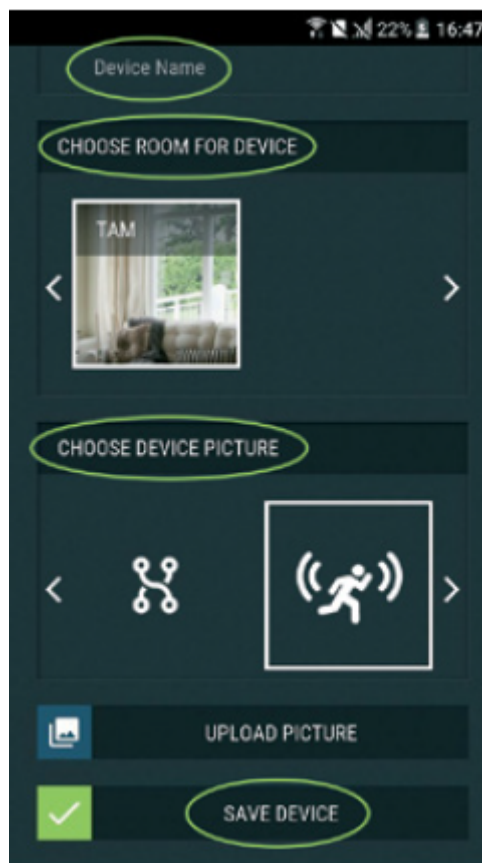 22% 16:47
Device Name
CHOOSE ROOM FOR DEVICE
TAM
CHOOSE DEVICE PICTURE
UPLOAD PICTURE
SAVE DEVICE